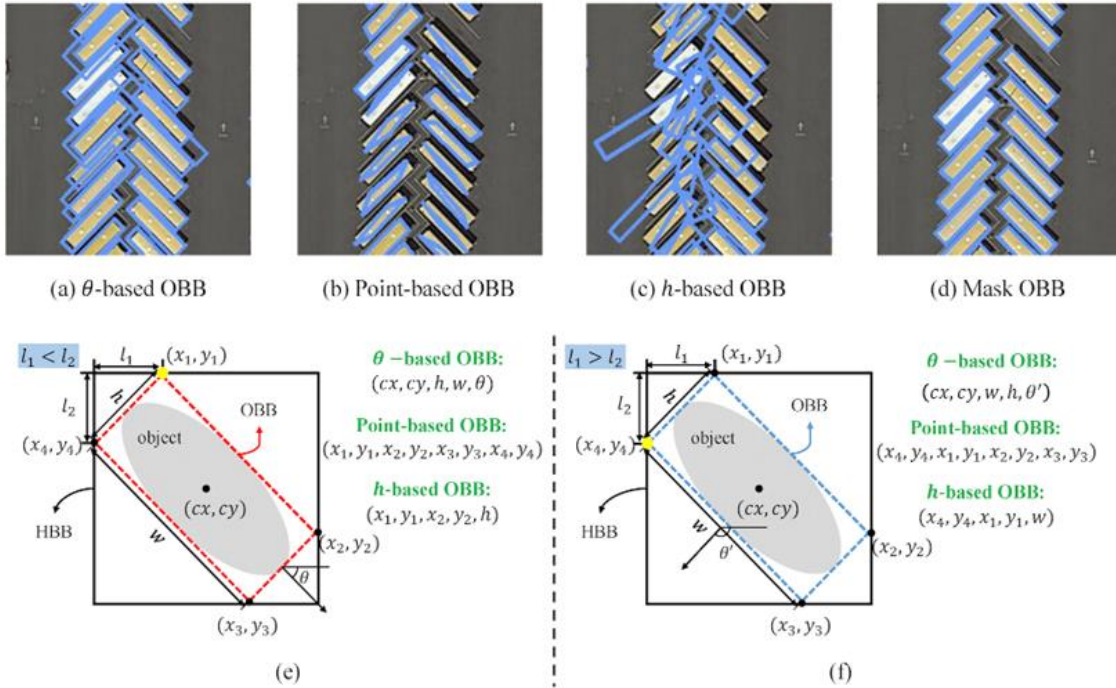 (a) θ-based OBB
(b) Point-based OBB
(c) h-based OBB
(d) Mask OBB
l₁ < l₂
l₁
(x₁, y₁)
l₂
h
OBB
(x₄, y₄)
object
(cx, cy)
HBB
w
(x₂, y₂)
θ
(x₃, y₃)
θ −based OBB:
(cx, cy, h, w, θ)
Point-based OBB:
(x₁, y₁, x₂, y₂, x₃, y₃, x₄, y₄)
h-based OBB:
(x₁, y₁, x₂, y₂, h)
(e)
l₁ > l₂
l₁
(x₁, y₁)
l₂
h
OBB
(x₄, y₄)
object
(cx, cy)
HBB
w
θ′
(x₂, y₂)
(x₃, y₃)
θ −based OBB:
(cx, cy, w, h, θ′)
Point-based OBB:
(x₄, y₄, x₁, y₁, x₂, y₂, x₃, y₃)
h-based OBB:
(x₄, y₄, x₁, y₁, w)
(f)